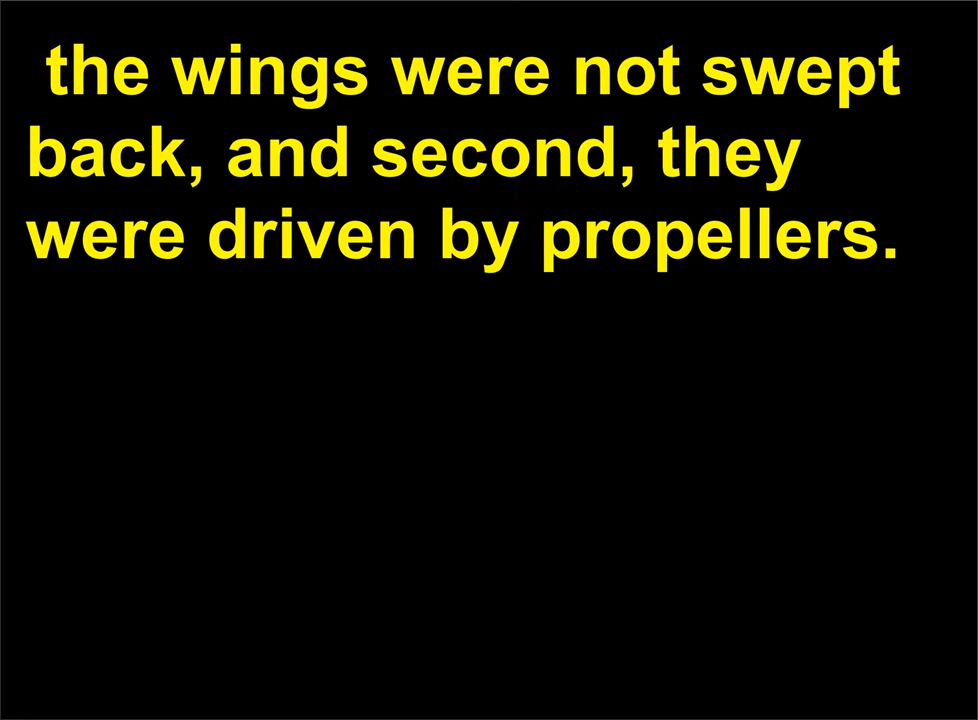 the wings were not swept
back, and second, they
were driven by propellers.